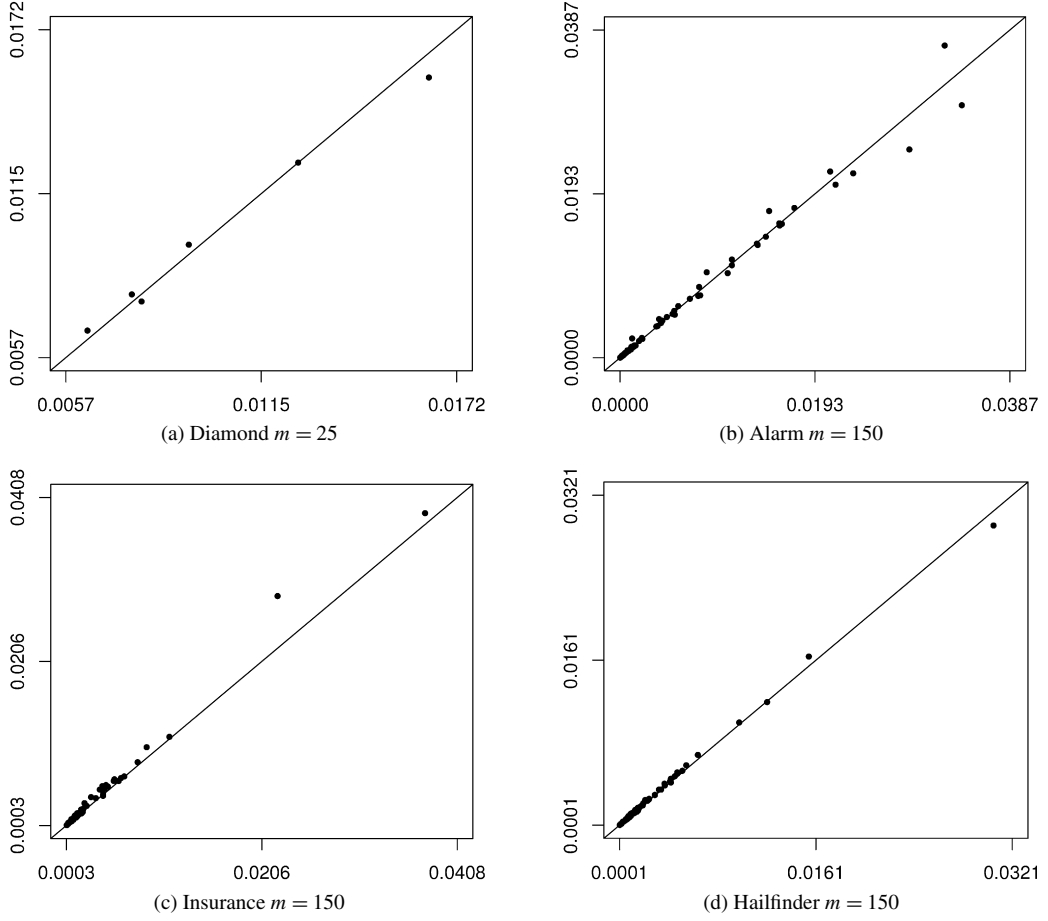 0.0172
0.0115
0.0057
0.0057 0.0115 0.0172
(a) Diamond m = 25
0.0387
0.0193
0.0000
0.0000 0.0193 0.0387
(b) Alarm m = 150
0.0408
0.0206
0.0003
0.0003 0.0206 0.0408
(c) Insurance m = 150
0.0321
0.0161
0.0001
0.0001 0.0161 0.0321
(d) Hailfinder m = 150